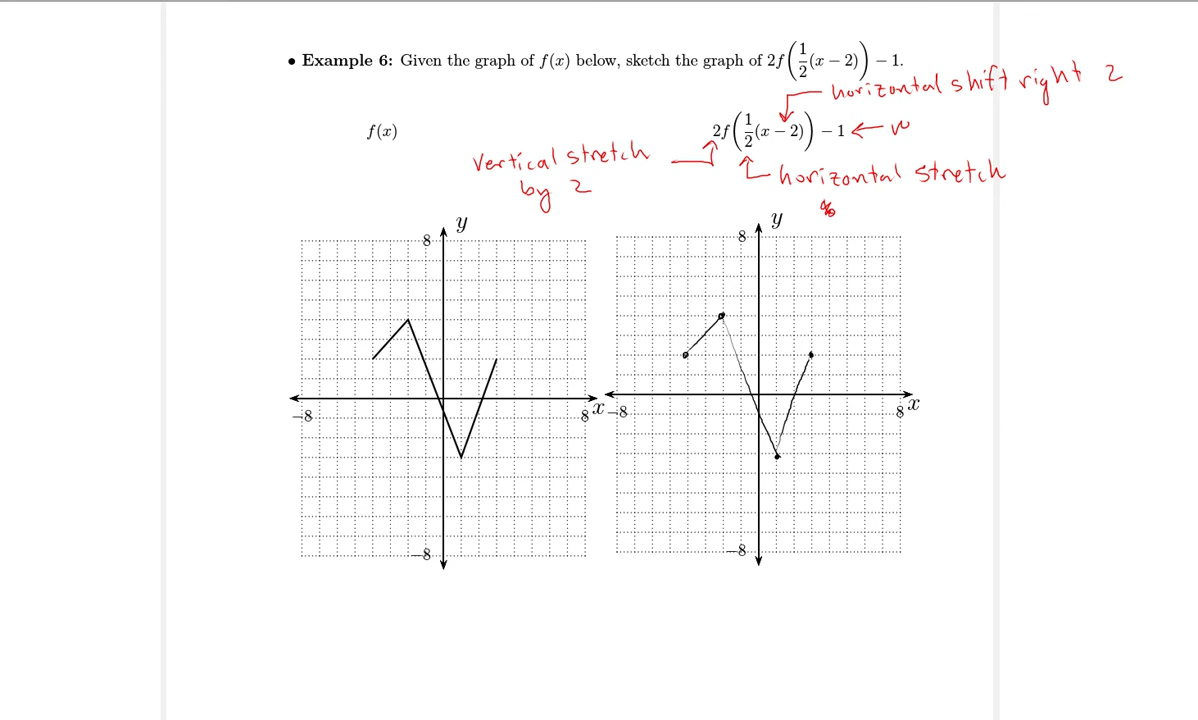 • Example 6: Given the graph of f(x) below, sketch the graph of 2f(1/2(x − 2)) − 1.
horizontal shift right 2
f(x)
2f(1/2(x − 2)) − 1
vertical stretch
by 2
horizontal stretch
y
y
8
8
−8
8
x
−8
8
x
−8
−8